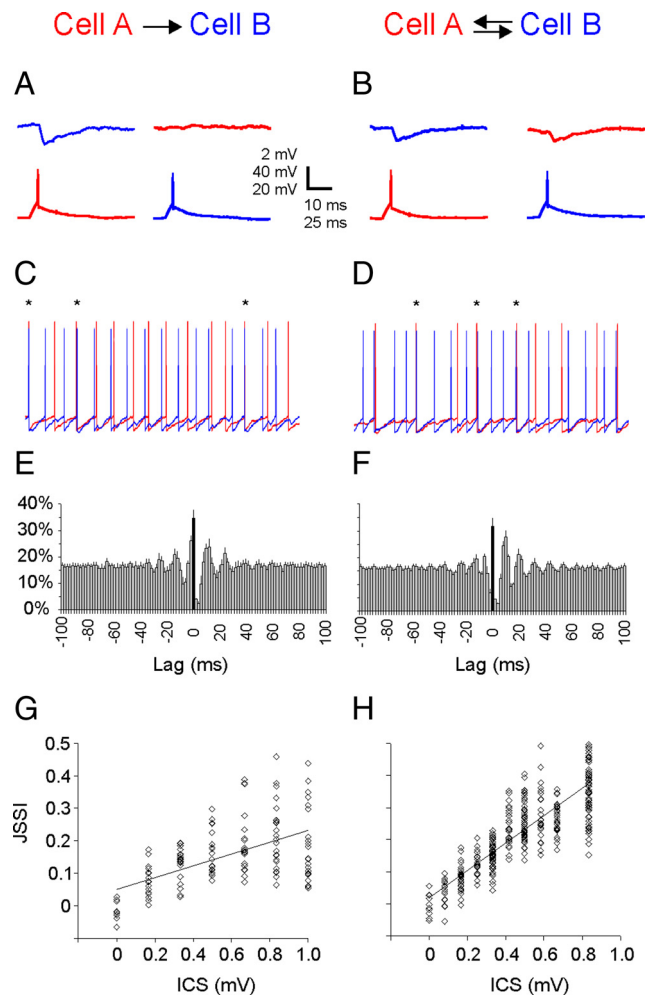 Cell A → Cell B
Cell A ⇄ Cell B
A
B
2 mV
40 mV
20 mV
10 ms
25 ms
C
D
* * *
* * *
E
F
40%
30%
20%
10%
0%
-100 -80 -60 -40 -20 0 20 40 60 80 100
-100 -80 -60 -40 -20 0 20 40 60 80 100
Lag (ms)
Lag (ms)
G
H
0.5
0.4
0.3
0.2
0.1
0
JSSI
0 0.2 0.4 0.6 0.8 1.0
0 0.2 0.4 0.6 0.8 1.0
ICS (mV)
ICS (mV)